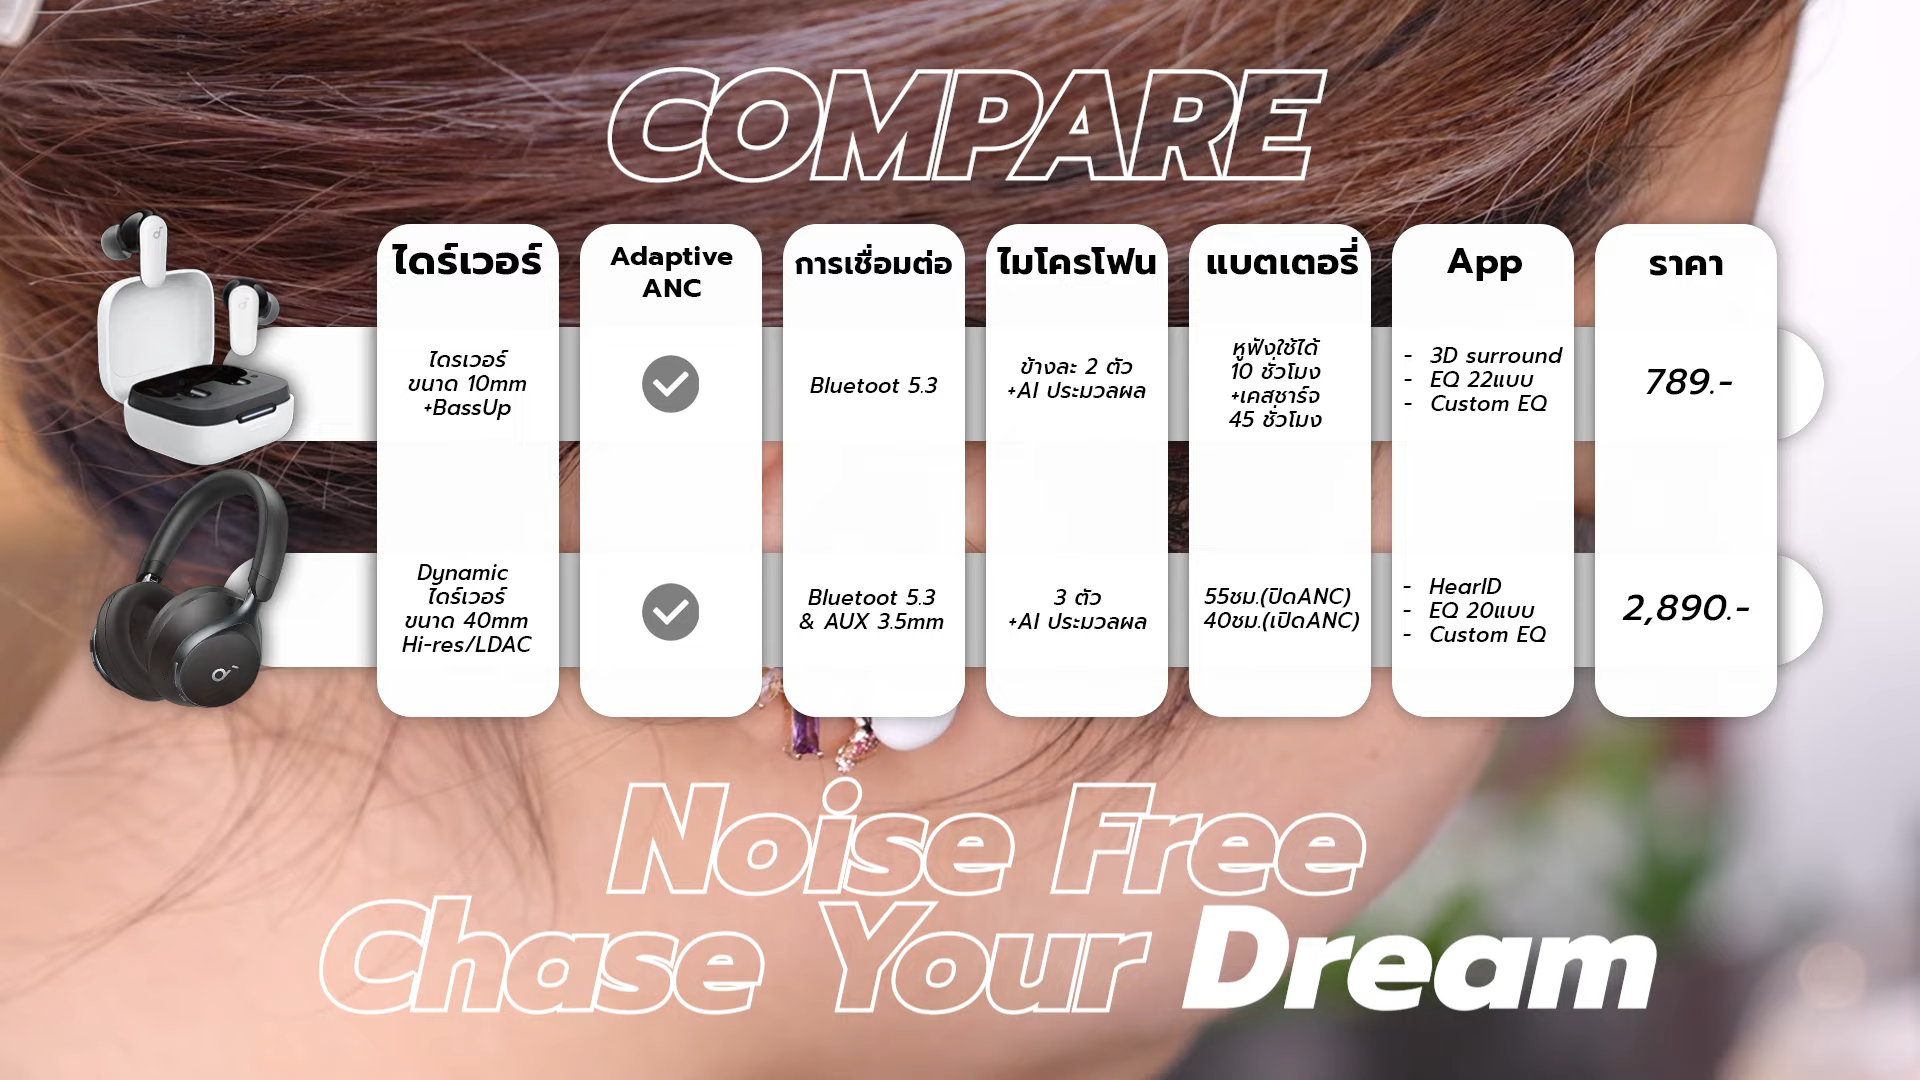 COMPARE
ไดร์เวอร์
Adaptive
ANC
การเชื่อมต่อ
ไมโครโฟน
แบตเตอรี่
App
ราคา
ไดรเวอร์
ขนาด 10mm
+BassUp
Bluetoot 5.3
ข้างละ 2 ตัว
+AI ประมวลผล
หูฟังใช้ได้
10 ชั่วโมง
+เคสชาร์จ
45 ชั่วโมง
- 3D surround
- EQ 22แบบ
- Custom EQ
789.-
Dynamic
ไดร์เวอร์
ขนาด 40mm
Hi-res/LDAC
Bluetoot 5.3
& AUX 3.5mm
3 ตัว
+AI ประมวลผล
55ชม.(ปิดANC)
40ชม.(เปิดANC)
- HearID
- EQ 20แบบ
- Custom EQ
2,890.-
Noise Free
Chase Your Dream